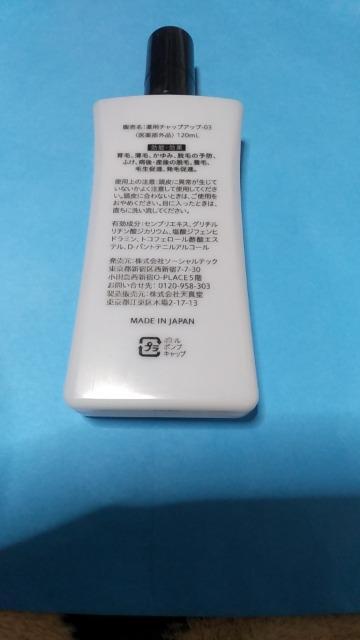 販売名：薬用チャップアップ-03
〈医薬部外品〉 120mL
効能・効果
育毛、薄毛、かゆみ、脱毛の予防、
ふけ、病後・産後の脱毛、養毛、
毛生促進、発毛促進。
使用上の注意：頭皮に異常が生じて
いないかよく注意して使用してくださ
い。頭皮に合わないときは、ご使用を
おやめください。目に入ったときは、
直ちに洗い流してください。
有効成分：センブリエキス、グリチル
リチン酸ジカリウム、塩酸ジフェンヒ
ドラミン、トコフェロール酢酸エス
テル、D-パントテニルアルコール
発売元：株式会社ソーシャルテック
東京都新宿区西新宿7-7-30
小田急西新宿O-PLACE5階
お問い合せ先：0120-958-303
製造販売元：株式会社天真堂
東京都江東区木場2-17-13
MADE IN JAPAN
プラ
ボトル
ポンプ
キャップ